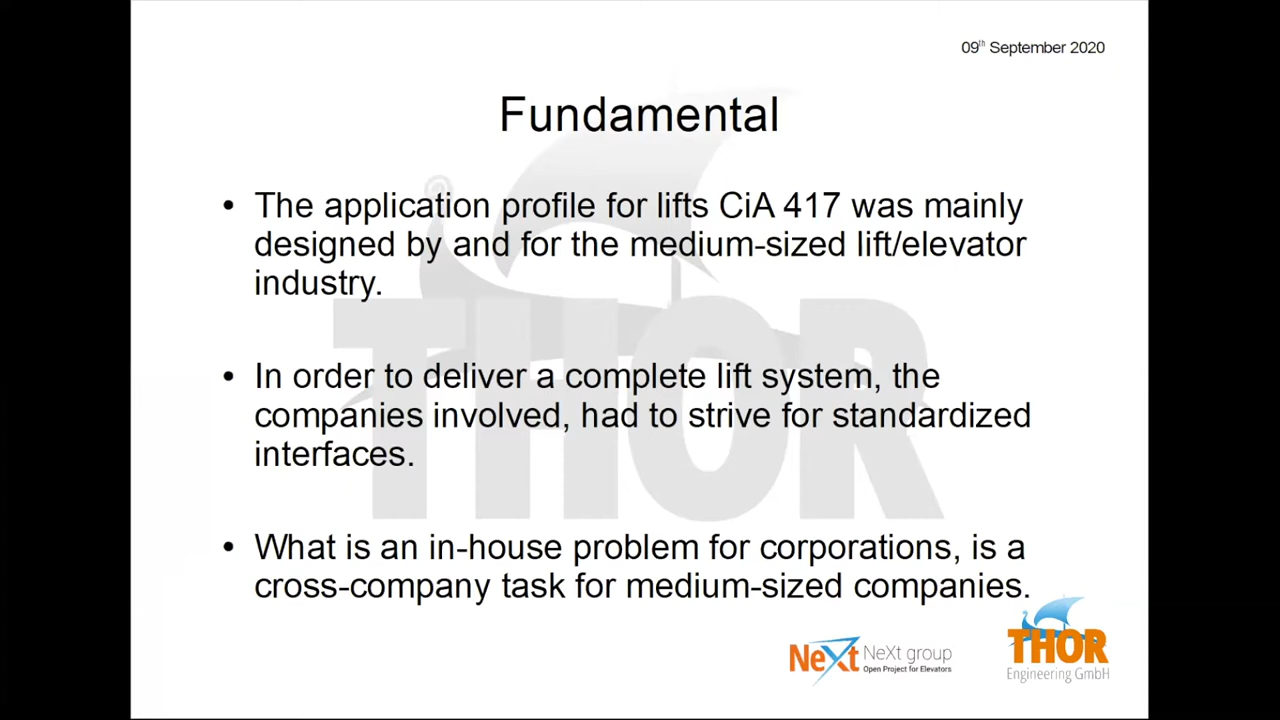 09th September 2020
Fundamental
• The application profile for lifts CiA 417 was mainly
designed by and for the medium-sized lift/elevator
industry.
• In order to deliver a complete lift system, the
companies involved, had to strive for standardized
interfaces.
• What is an in-house problem for corporations, is a
cross-company task for medium-sized companies.
THOR
NeXt NeXt group
Open Project for Elevators
THOR
Engineering GmbH